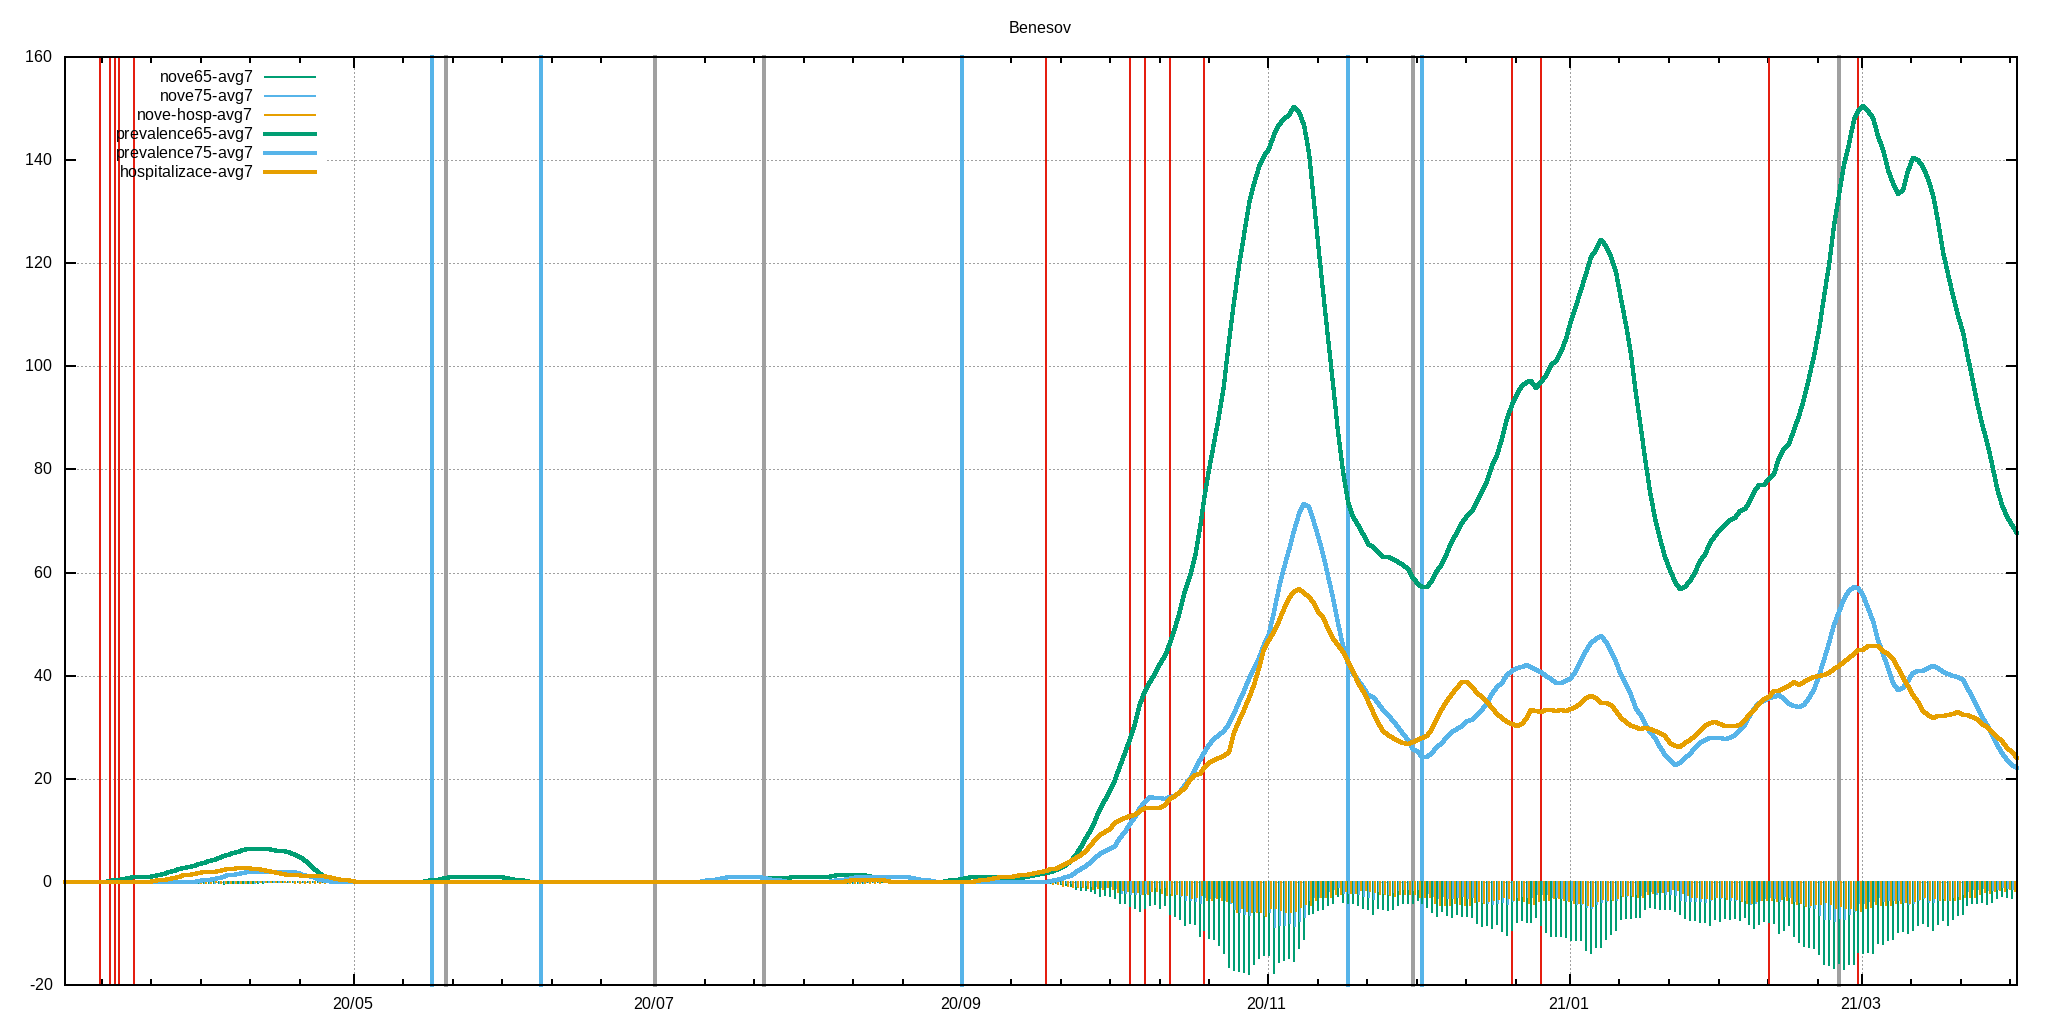 Benesov
160
140
120
100
80
60
40
20
0
-20
nove65-avg7
nove75-avg7
nove-hosp-avg7
prevalence65-avg7
prevalence75-avg7
hospitalizace-avg7
20/05 20/07 20/09 20/11 21/01 21/03